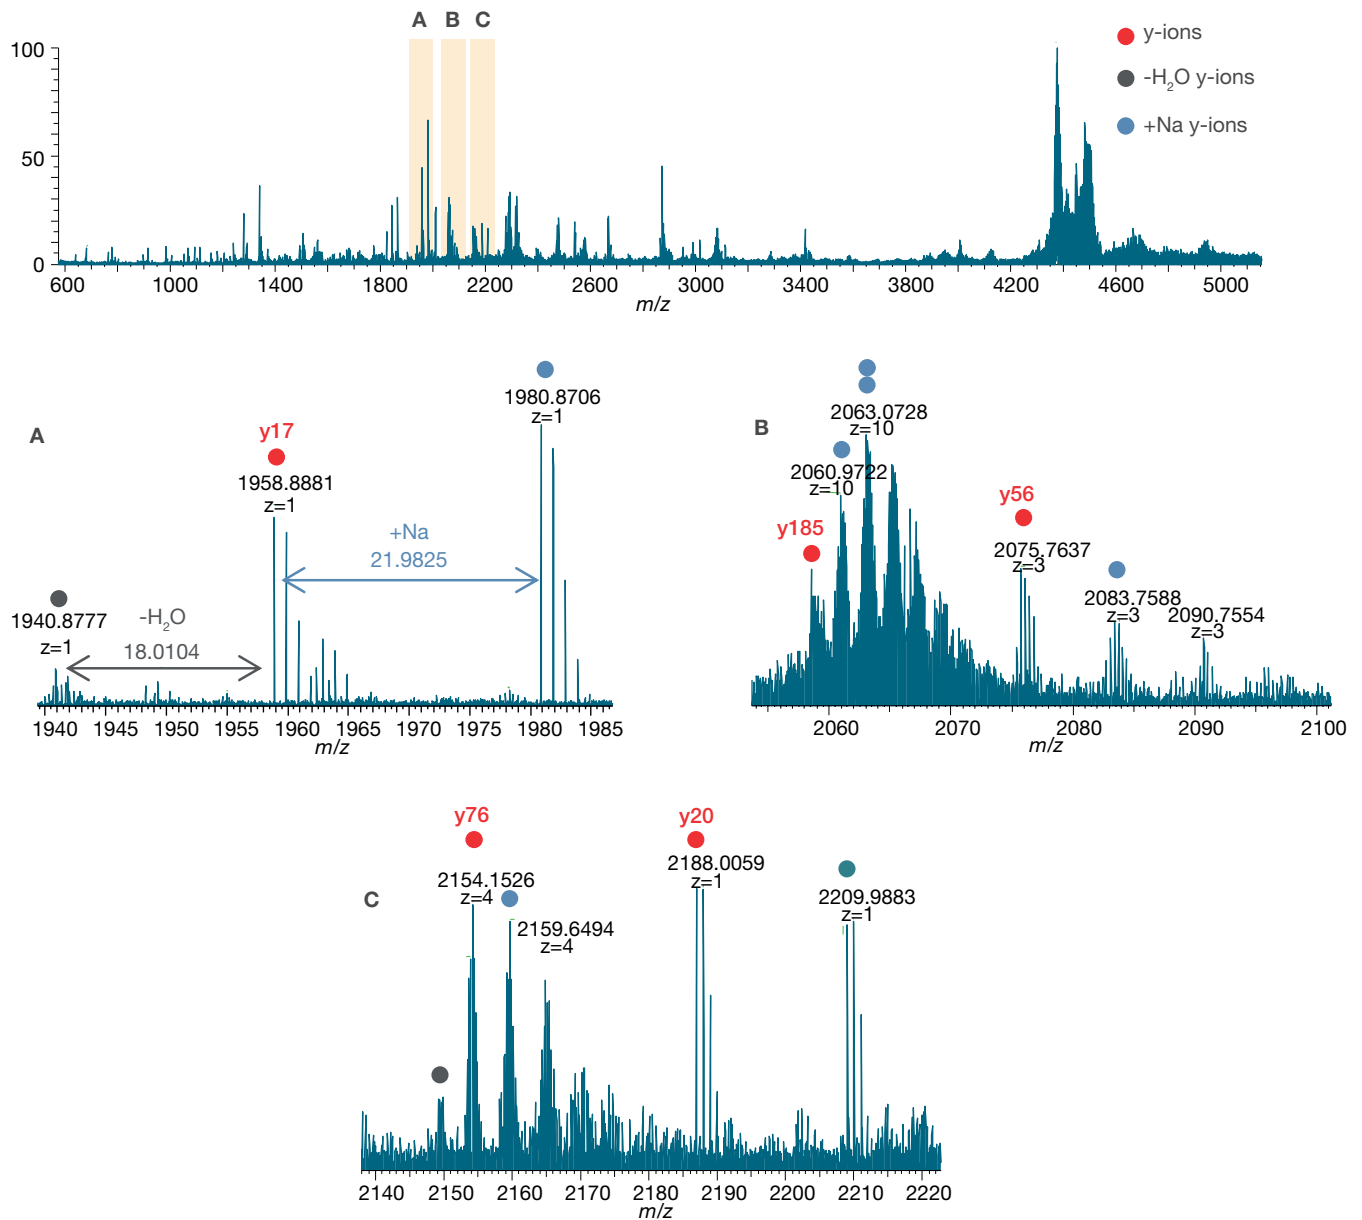 A B C
y-ions
-H2O y-ions
+Na y-ions
100
50
0
600 1000 1400 1800 2200 2600 3000 3400 3800 4200 4600 5000
m/z
A
y17
1958.8881
z=1
1980.8706
z=1
+Na
21.9825
1940.8777
z=1
-H2O
18.0104
1940 1945 1950 1955 1960 1965 1970 1975 1980 1985
m/z
B
2063.0728
z=10
2060.9722
z=10
y185
y56
2075.7637
z=3
2083.7588
z=3
2090.7554
z=3
2060 2070 2080 2090 2100
m/z
C
y76
2154.1526
z=4
2159.6494
z=4
y20
2188.0059
z=1
2209.9883
z=1
2140 2150 2160 2170 2180 2190 2200 2210 2220
m/z